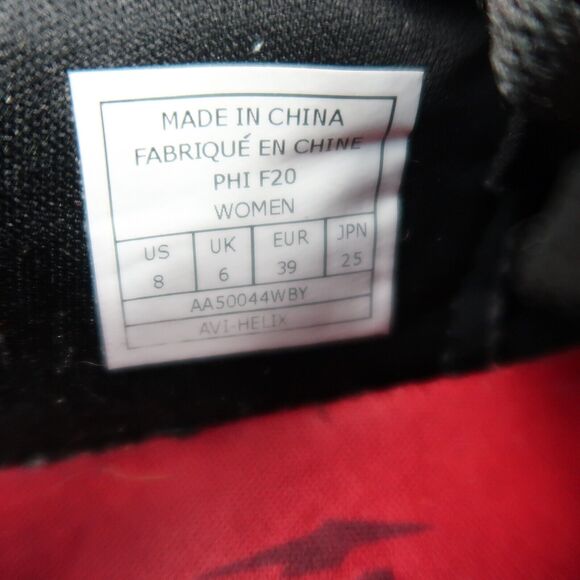 MADE IN CHINA
FABRIQUÉ EN CHINE
PHI F20
WOMEN
US UK EUR JPN
8 6 39 25
AA50044WBY
AVI-HELIX